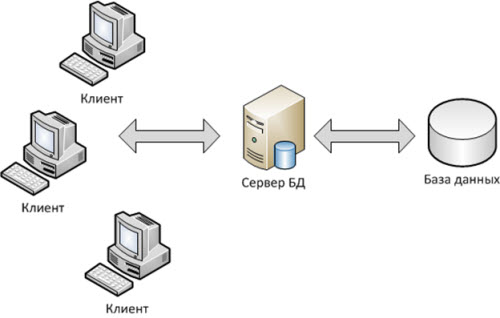 Клиент
Клиент
Сервер БД
База данных
Клиент